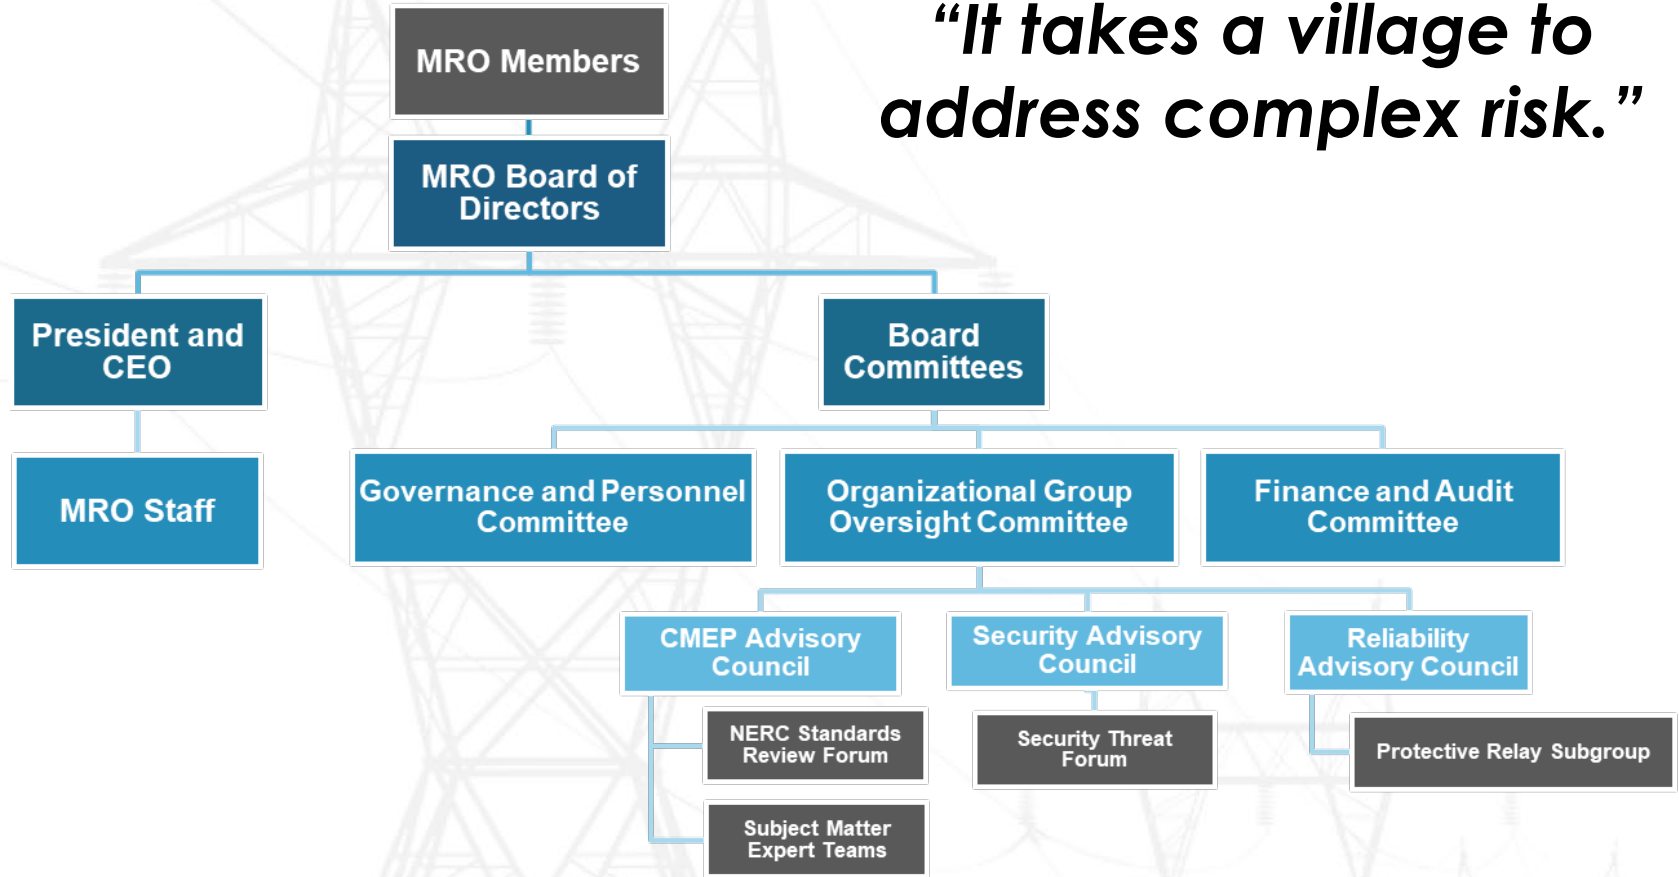 “It takes a village to
address complex risk.”
MRO Members
MRO Board of
Directors
President and
CEO
Board
Committees
MRO Staff
Governance and Personnel
Committee
Organizational Group
Oversight Committee
Finance and Audit
Committee
CMEP Advisory
Council
Security Advisory
Council
Reliability
Advisory Council
NERC Standards
Review Forum
Security Threat
Forum
Protective Relay Subgroup
Subject Matter
Expert Teams